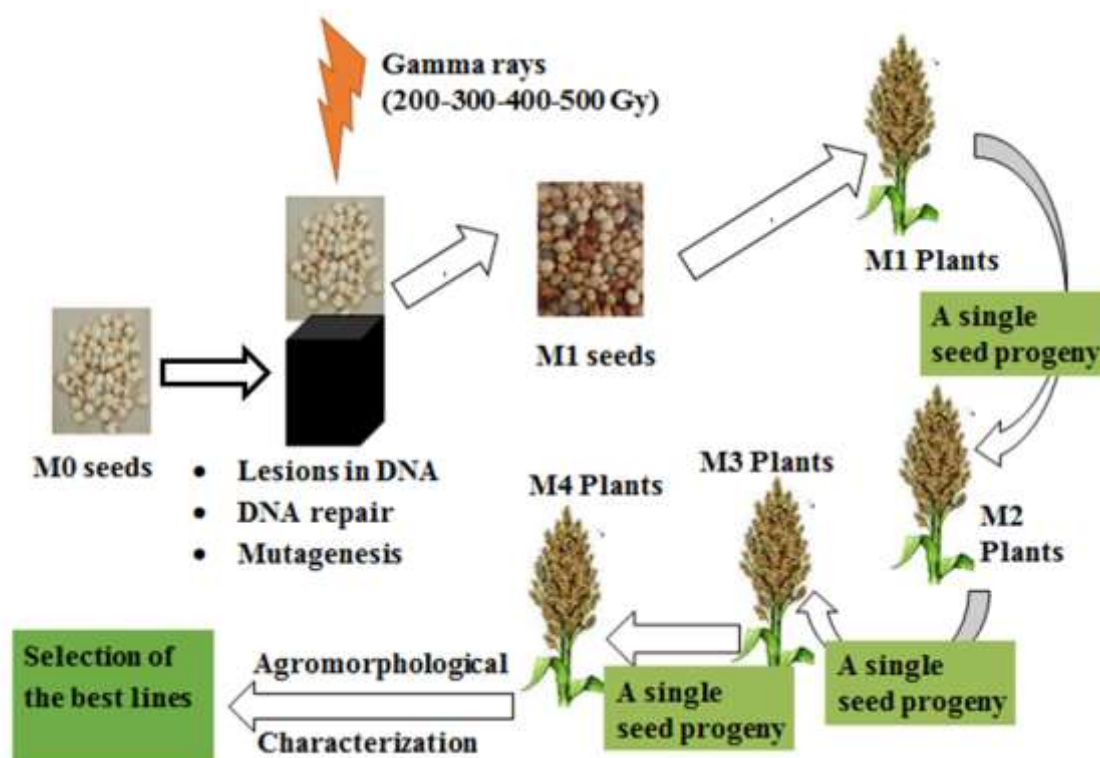 Gamma rays
(200-300-400-500 Gy)
M1 Plants
M1 seeds
A single
seed progeny
M0 seeds
• Lesions in DNA
• DNA repair
• Mutagenesis
M4 Plants
M3 Plants
M2
Plants
Selection of
the best lines
Agromorphological
Characterization
A single
seed progeny
A single
seed progeny